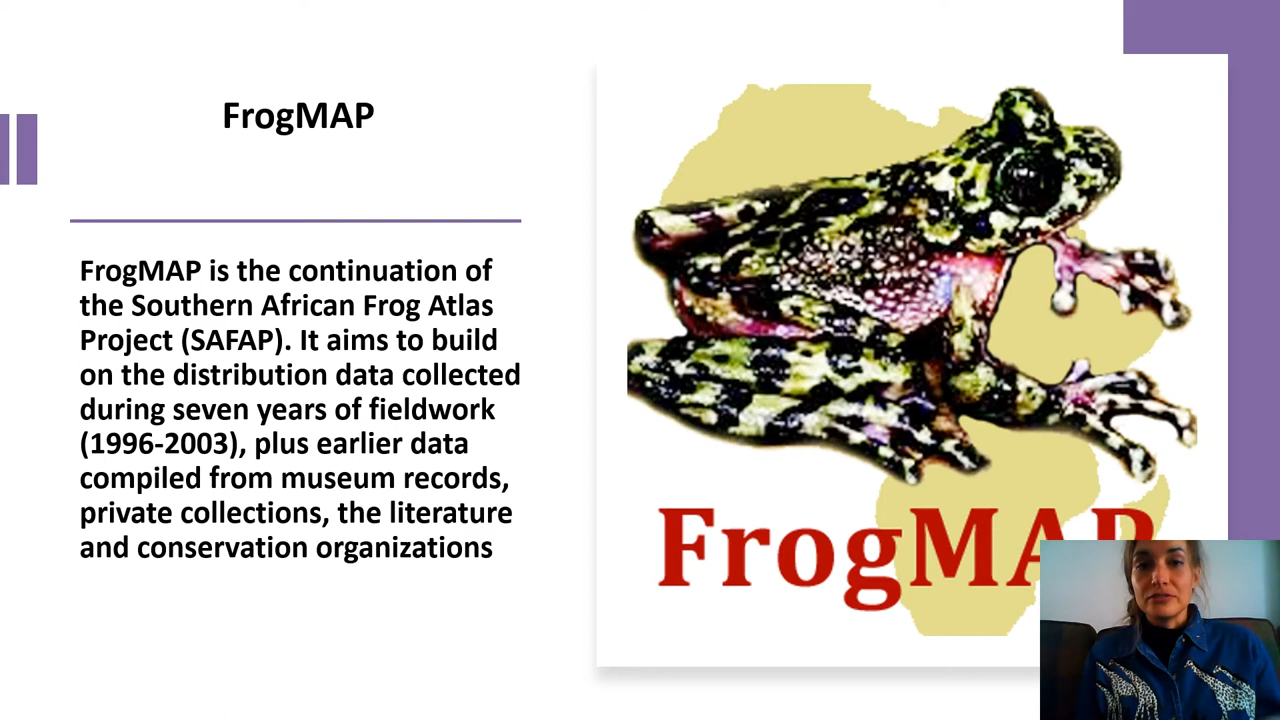 FrogMAP
FrogMAP is the continuation of
the Southern African Frog Atlas
Project (SAFAP). It aims to build
on the distribution data collected
during seven years of fieldwork
(1996-2003), plus earlier data
compiled from museum records,
private collections, the literature
and conservation organizations
FrogMAP